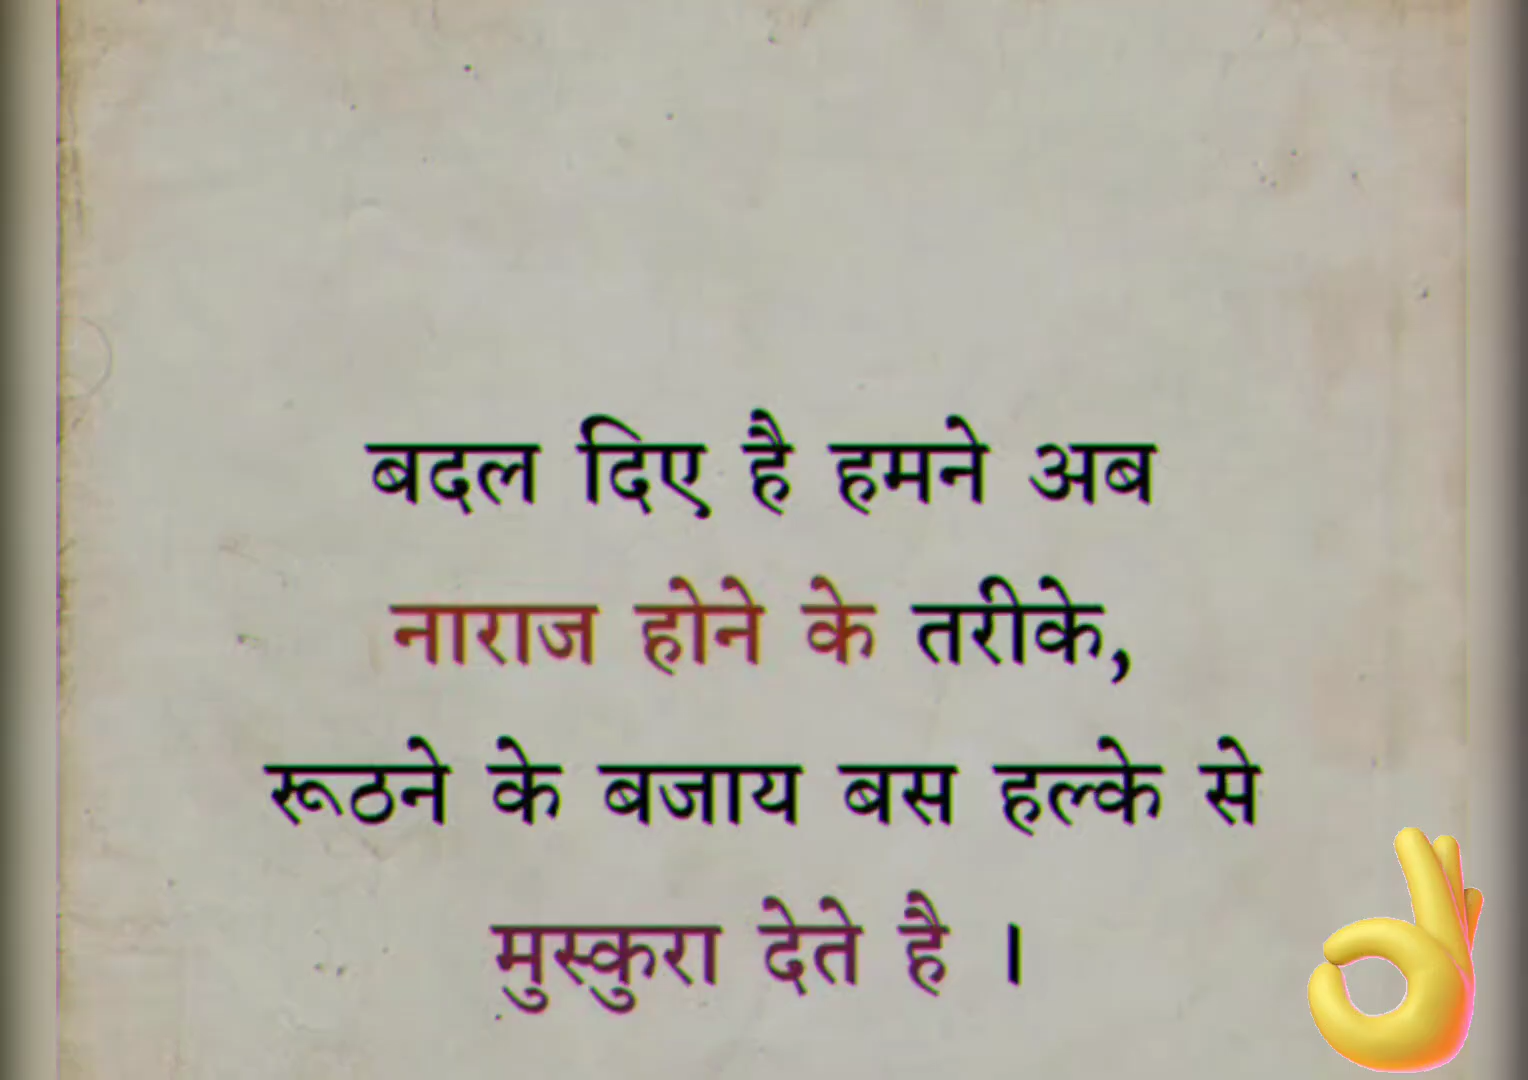 बदल दिए है हमने अब
नाराज होने के तरीके,
रूठने के बजाय बस हल्के से
मुस्कुरा देते है ।